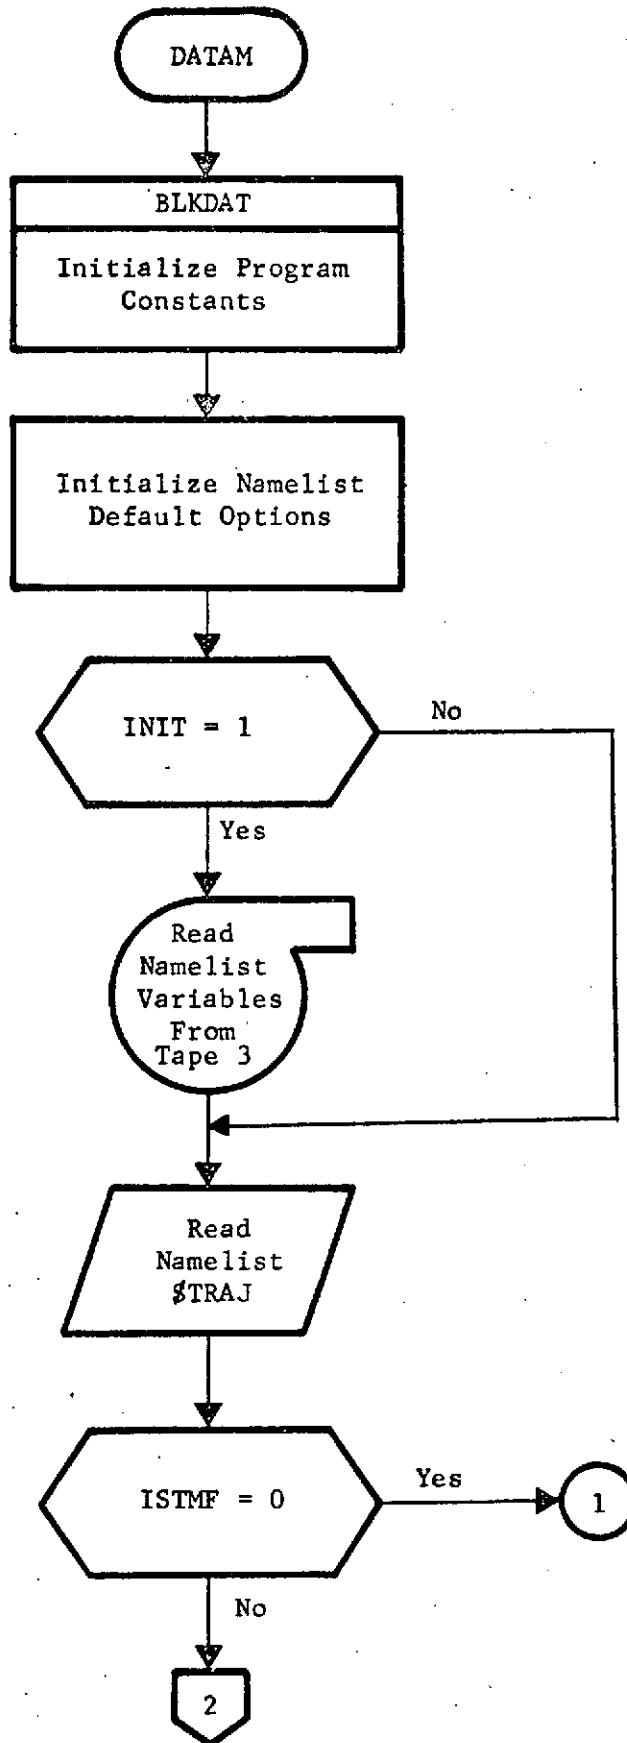 DATAM
BLKDAT
Initialize Program
Constants
Initialize Namelist
Default Options
INIT = 1
No
Yes
Read
Namelist
Variables
From
Tape 3
Read
Namelist
$TRAJ
ISTMF = 0
Yes
1
No
2